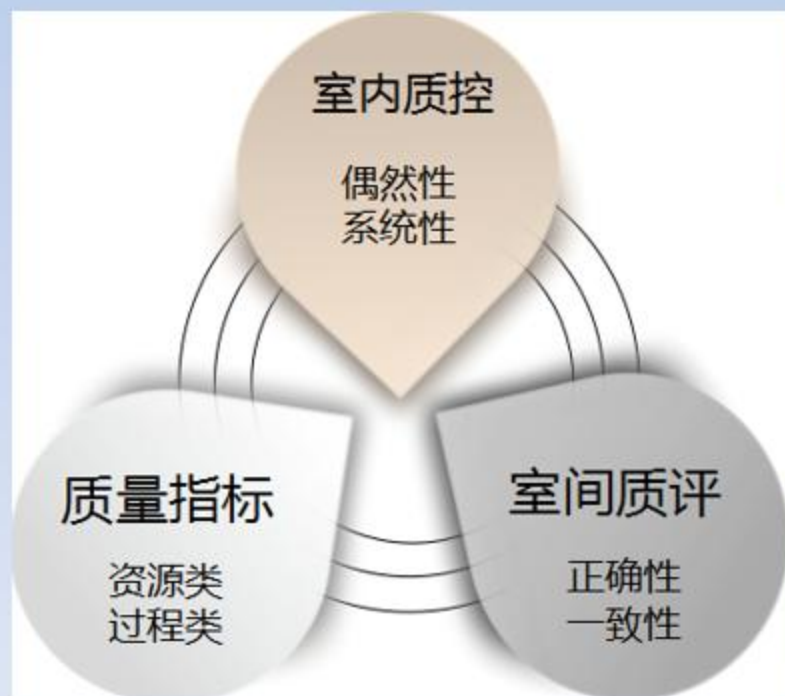 室内质控
偶然性
系统性
质量指标
资源类
过程类
室间质评
正确性
一致性